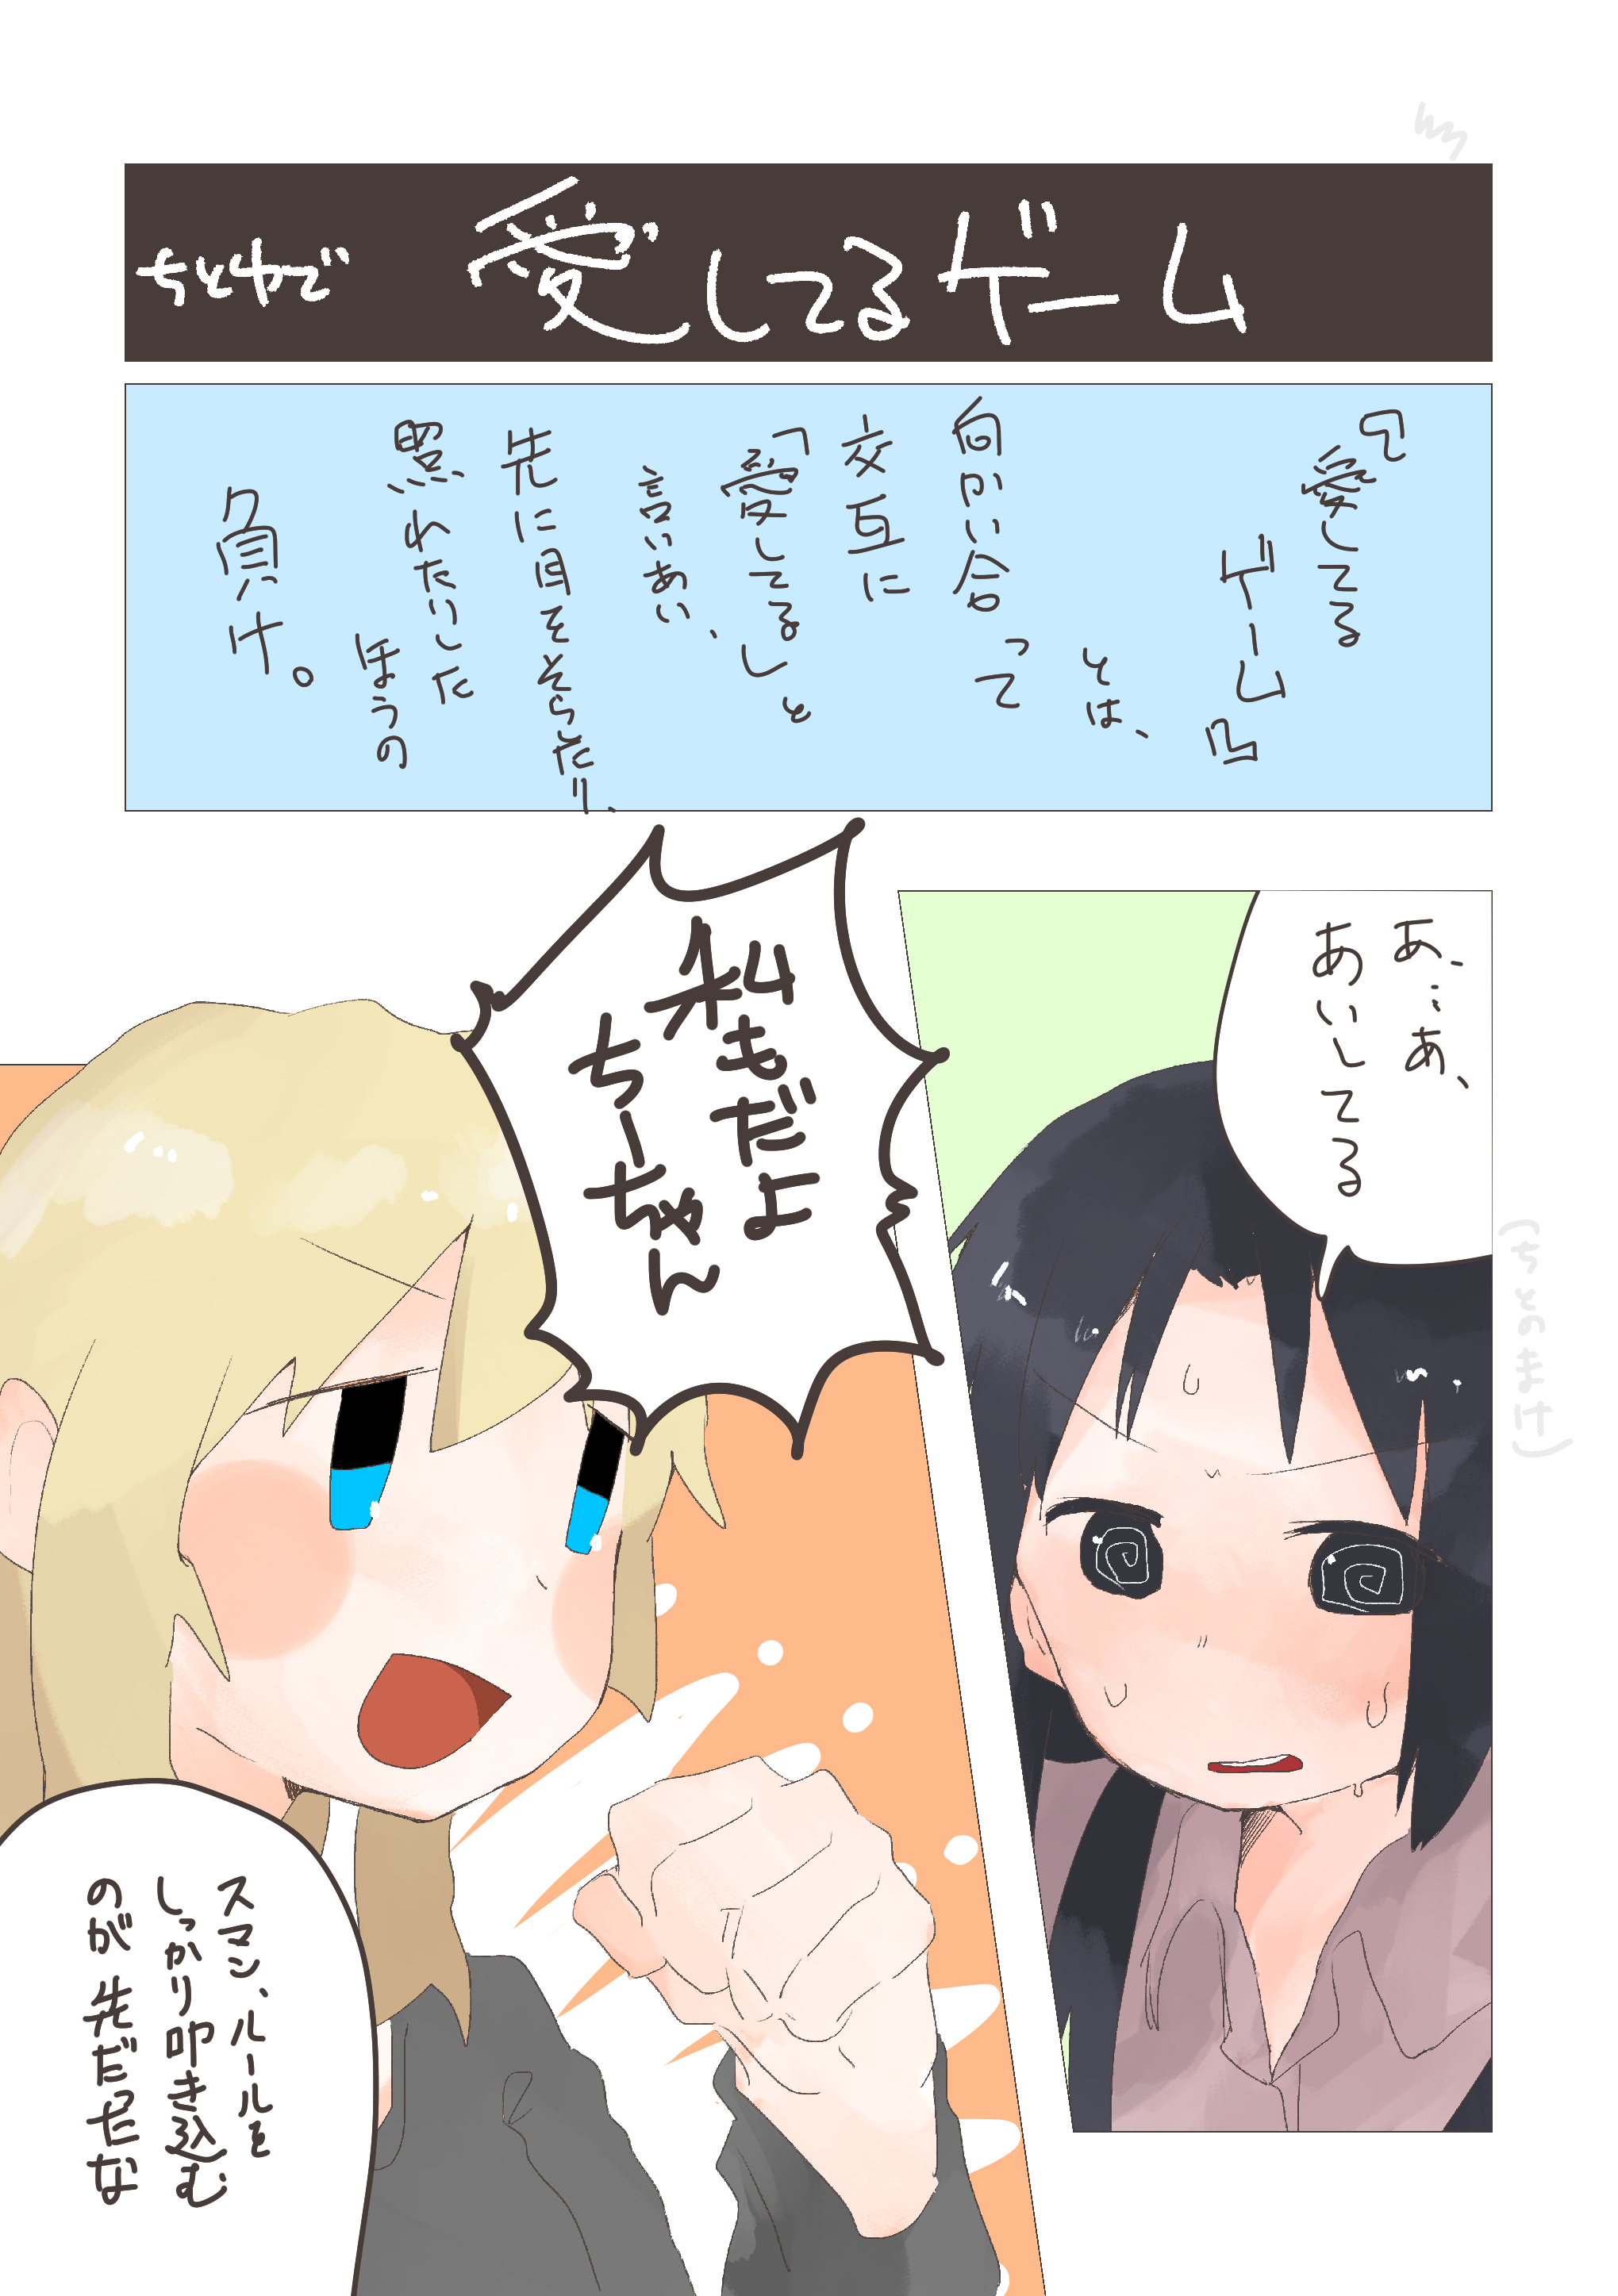 愛してるゲーム
ちとゆで
『愛してる
ゲーム』
とは、
向かい合って
交互に
「愛してる」と
言いあい、
先に目をそらしたり、
照れたりした
ほうの
負け。
あ、…あ、
あいしてる
(ちとのまけ)
私もだよ
ちーちゃん
スマン、ルールを
しっかり叩き込む
のが先だったな